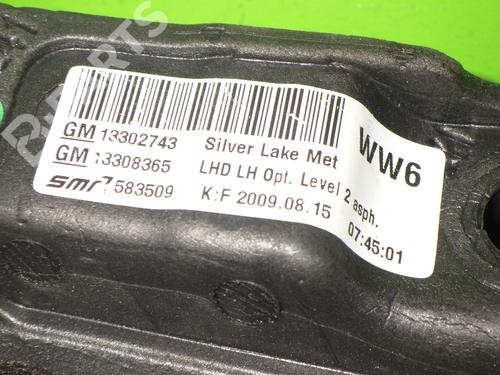 B-PARTS
GM 13302743 Silver Lake Met WW6
GM 13308365 LHD LH Opt. Level 2 asph.
smr 583509 K:F 2009.08.15 07:45:01